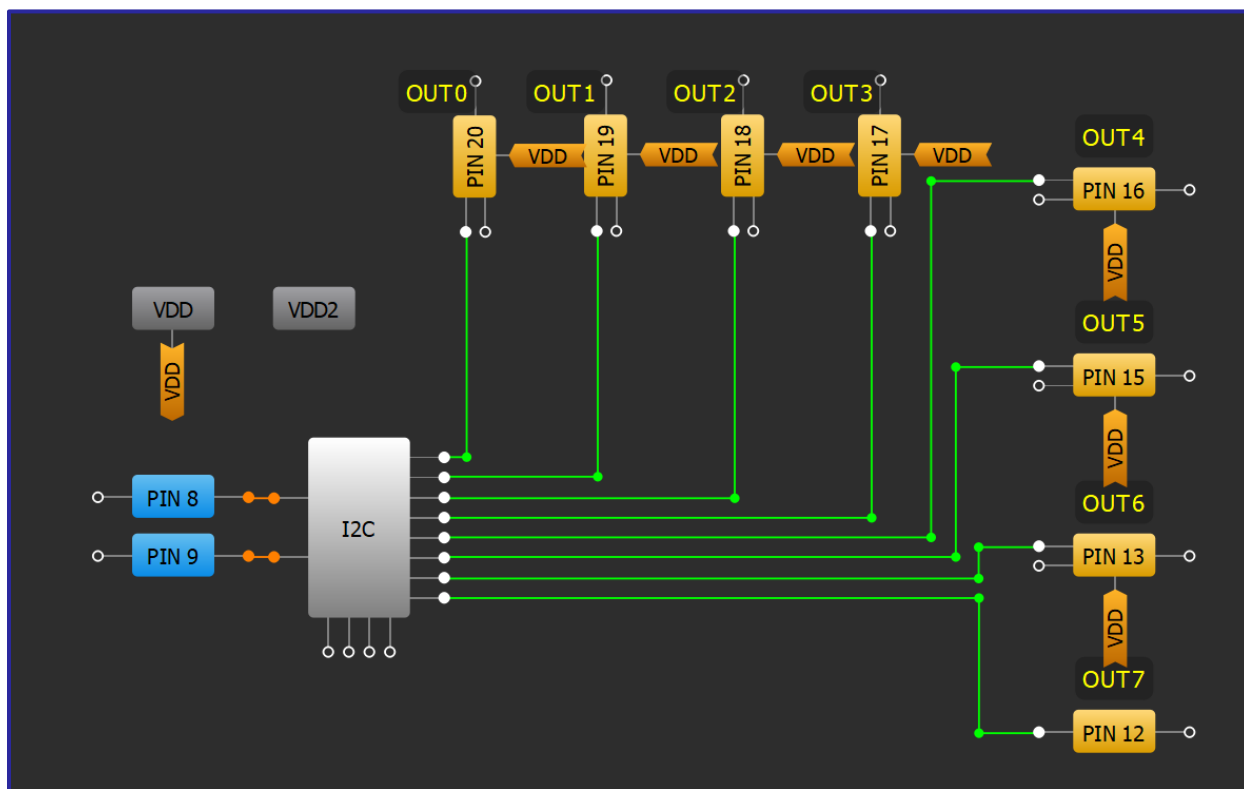 OUT0
OUT1
OUT2
OUT3
PIN 20
VDD
PIN 19
VDD
PIN 18
VDD
PIN 17
VDD
OUT4
PIN 16
VDD
OUT5
PIN 15
VDD
OUT6
PIN 13
VDD
OUT7
PIN 12
VDD
VDD2
VDD
PIN 8
PIN 9
I2C